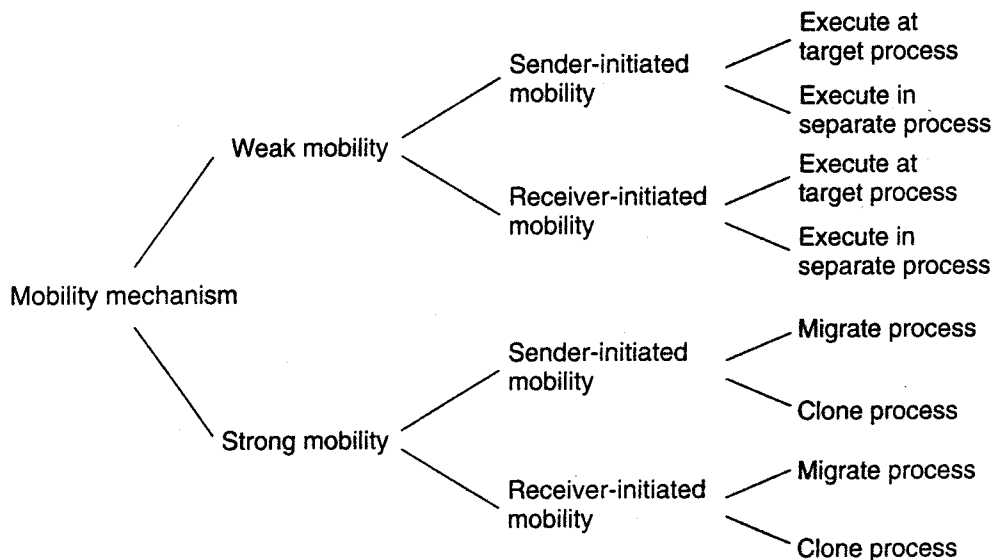 Execute at
target process
Sender-initiated
mobility
Execute in
separate process
Weak mobility
Execute at
target process
Receiver-initiated
mobility
Execute in
separate process
Mobility mechanism
Migrate process
Sender-initiated
mobility
Clone process
Strong mobility
Migrate process
Receiver-initiated
mobility
Clone process